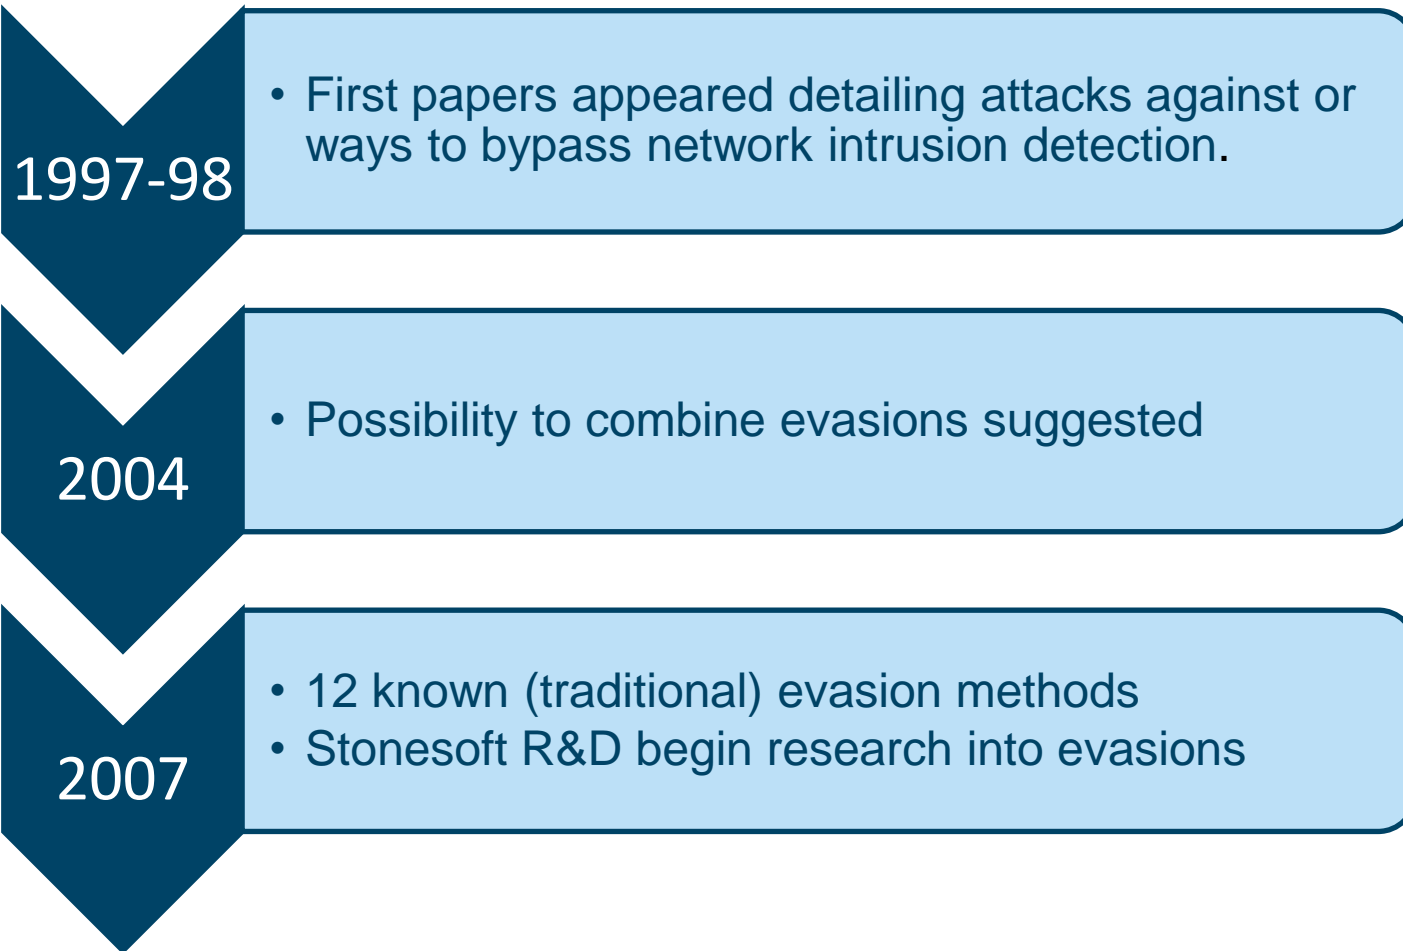 1997-98
• First papers appeared detailing attacks against or
ways to bypass network intrusion detection.
2004
• Possibility to combine evasions suggested
2007
• 12 known (traditional) evasion methods
• Stonesoft R&D begin research into evasions